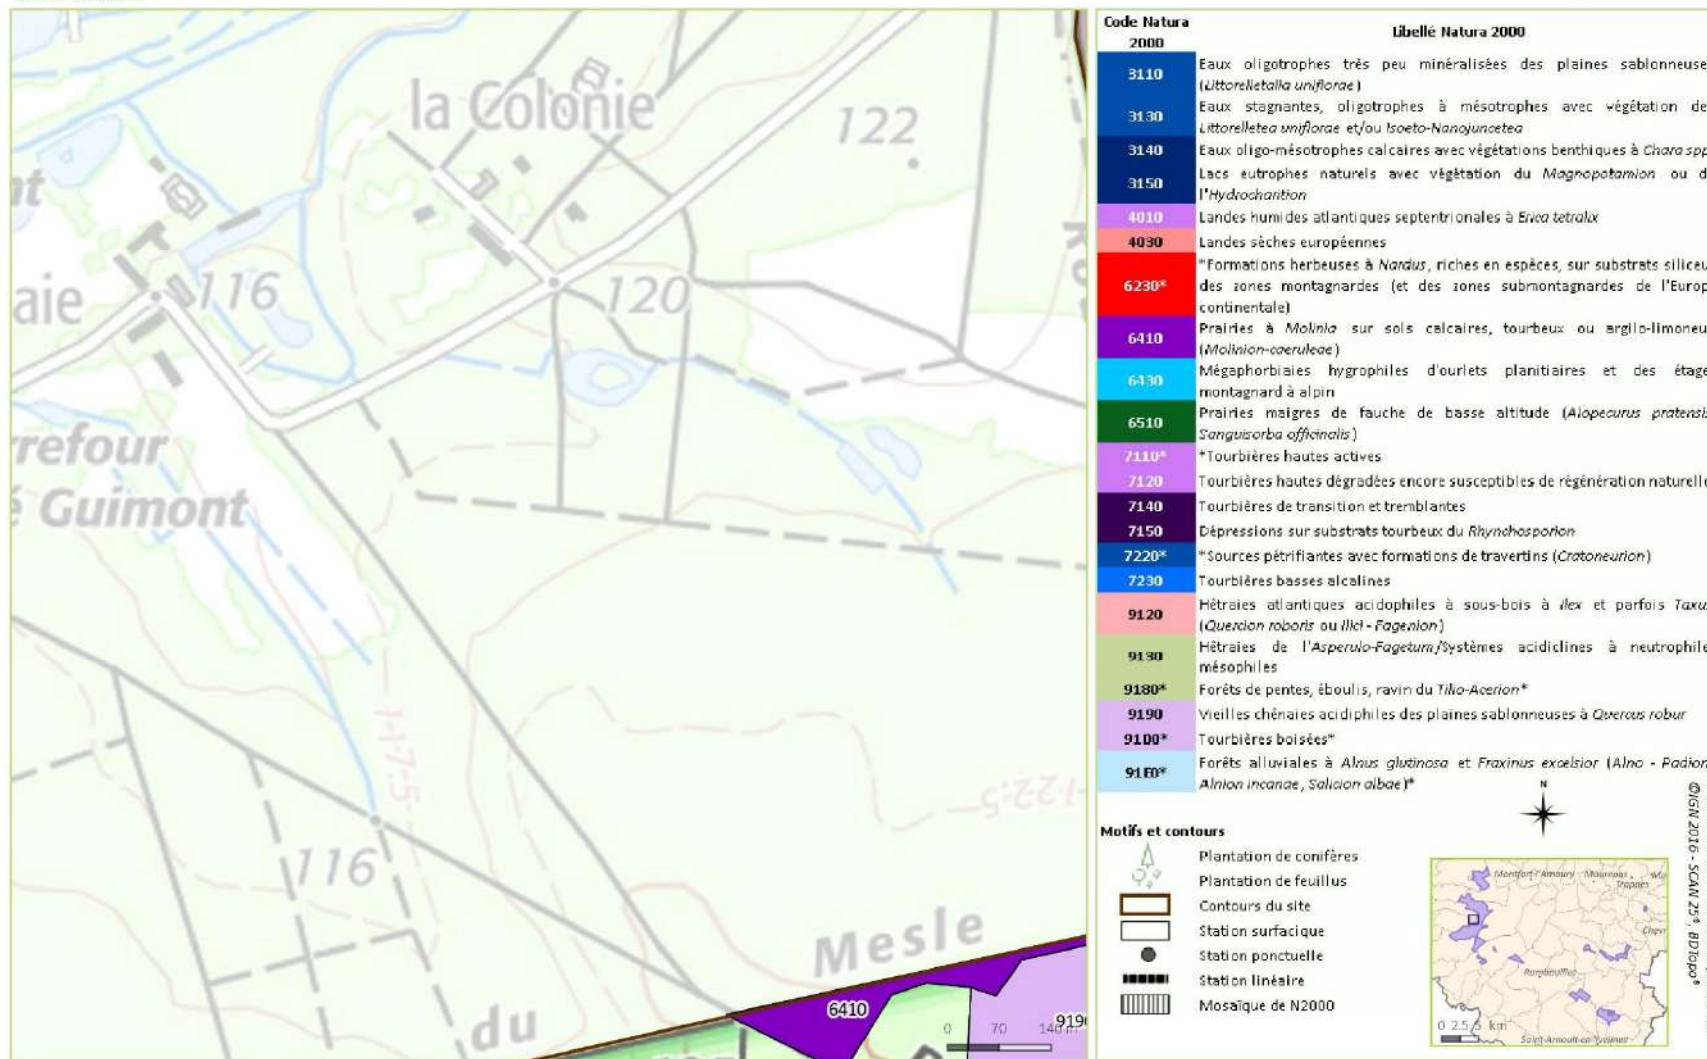 la Colonie
122
116
120
aie
rrefour
é Guimont
117:5
122:5
116
Mesle
du
6410
9190
0 70 140 m
Code Natura
2000
Libellé Natura 2000
3110
Eaux oligotrophes très peu minéralisées des plaines sablonneuse
(Littorelletalia uniflorae)
3130
Eaux stagnantes, oligotrophes à mésotrophes avec végétation de
Littorelletea uniflorae et/ou Isoeto-Nanojuncetea
3140
Eaux oligo-mésotrophes calcaires avec végétations benthiques à Chara spp
3150
Lacs eutrophes naturels avec végétation du Magnopotamion ou d
l'Hydrocharition
4010
Landes humides atlantiques septentrionales à Erica tetralix
4030
Landes sèches européennes
6230*
*Formations herbeuses à Nardus, riches en espèces, sur substrats siliceu
des zones montagnardes (et des zones submontagnardes de l'Europ
continentale)
6410
Prairies à Molinia sur sols calcaires, tourbeux ou argilo-limoneu
(Molinion-caeruleae)
6430
Mégaphorbiaies hygrophiles d'ourlets planitiaires et des étage
montagnard à alpin
6510
Prairies maigres de fauche de basse altitude (Alopecurus pratensis
Sanguisorba officinalis)
7110*
*Tourbières hautes actives
7120
Tourbières hautes dégradées encore susceptibles de régénération naturelle
7140
Tourbières de transition et tremblantes
7150
Dépressions sur substrats tourbeux du Rhynchosporion
7220*
*Sources pétrifiantes avec formations de travertins (Cratoneurion)
7230
Tourbières basses alcalines
9120
Hêtraies atlantiques acidophiles à sous-bois à Ilex et parfois Taxu
(Quercion roboris ou Ilici - Fagenion)
9130
Hêtraies de l'Asperulo-Fagetum/Systèmes acidiclines à neutrophile
mésophiles
9180*
Forêts de pentes, éboulis, ravin du Tilio-Acerion*
9190
Vieilles chênaies acidiphiles des plaines sablonneuses à Quercus robur
91D0*
Tourbières boisées*
91E0*
Forêts alluviales à Alnus glutinosa et Fraxinus excelsior (Alno - Padion
Alnion incanae, Salicion albae)*
N
Motifs et contours
Plantation de conifères
Plantation de feuillus
Contours du site
Station surfacique
Station ponctuelle
Station linéaire
Mosaïque de N2000
Montfort-l'Amaury Maurepas
Trappes
Chevr
Rambouillet
0 2.5 5 km
Saint-Arnoult-en-Yvelines
©IGN 2016 - SCAN 25®, BDTopo®